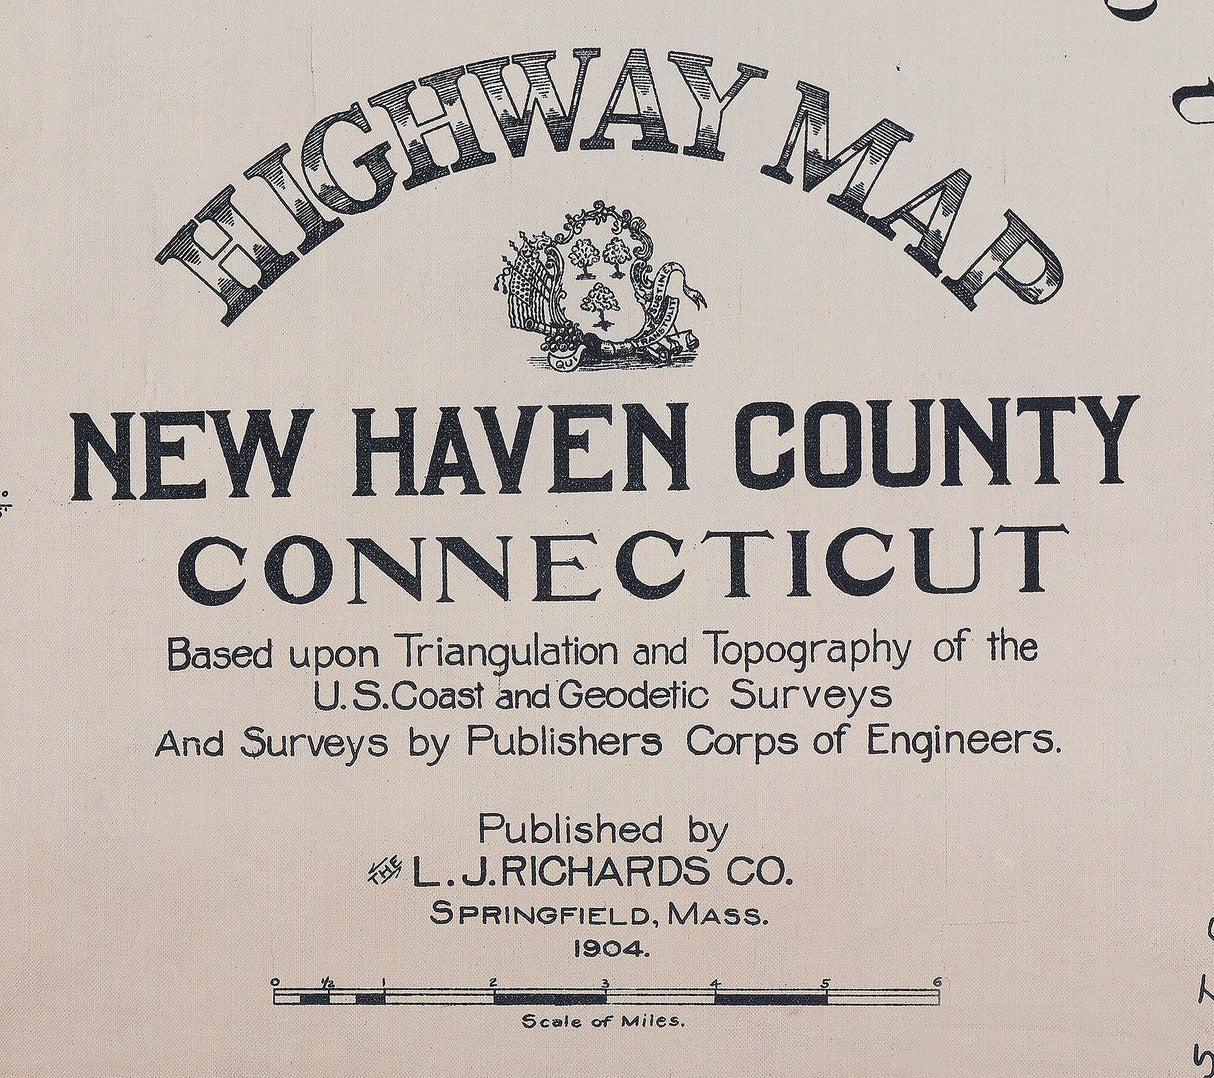 HIGHWAY MAP
QUI TRANSTULIT SUSTINET
NEW HAVEN COUNTY
CONNECTICUT
Based upon Triangulation and Topography of the
U.S. Coast and Geodetic Surveys
And Surveys by Publishers Corps of Engineers.
Published by
THE L. J. RICHARDS CO.
SPRINGFIELD, MASS.
1904.
0 ½ 1 2 3 4 5 6
Scale of Miles.